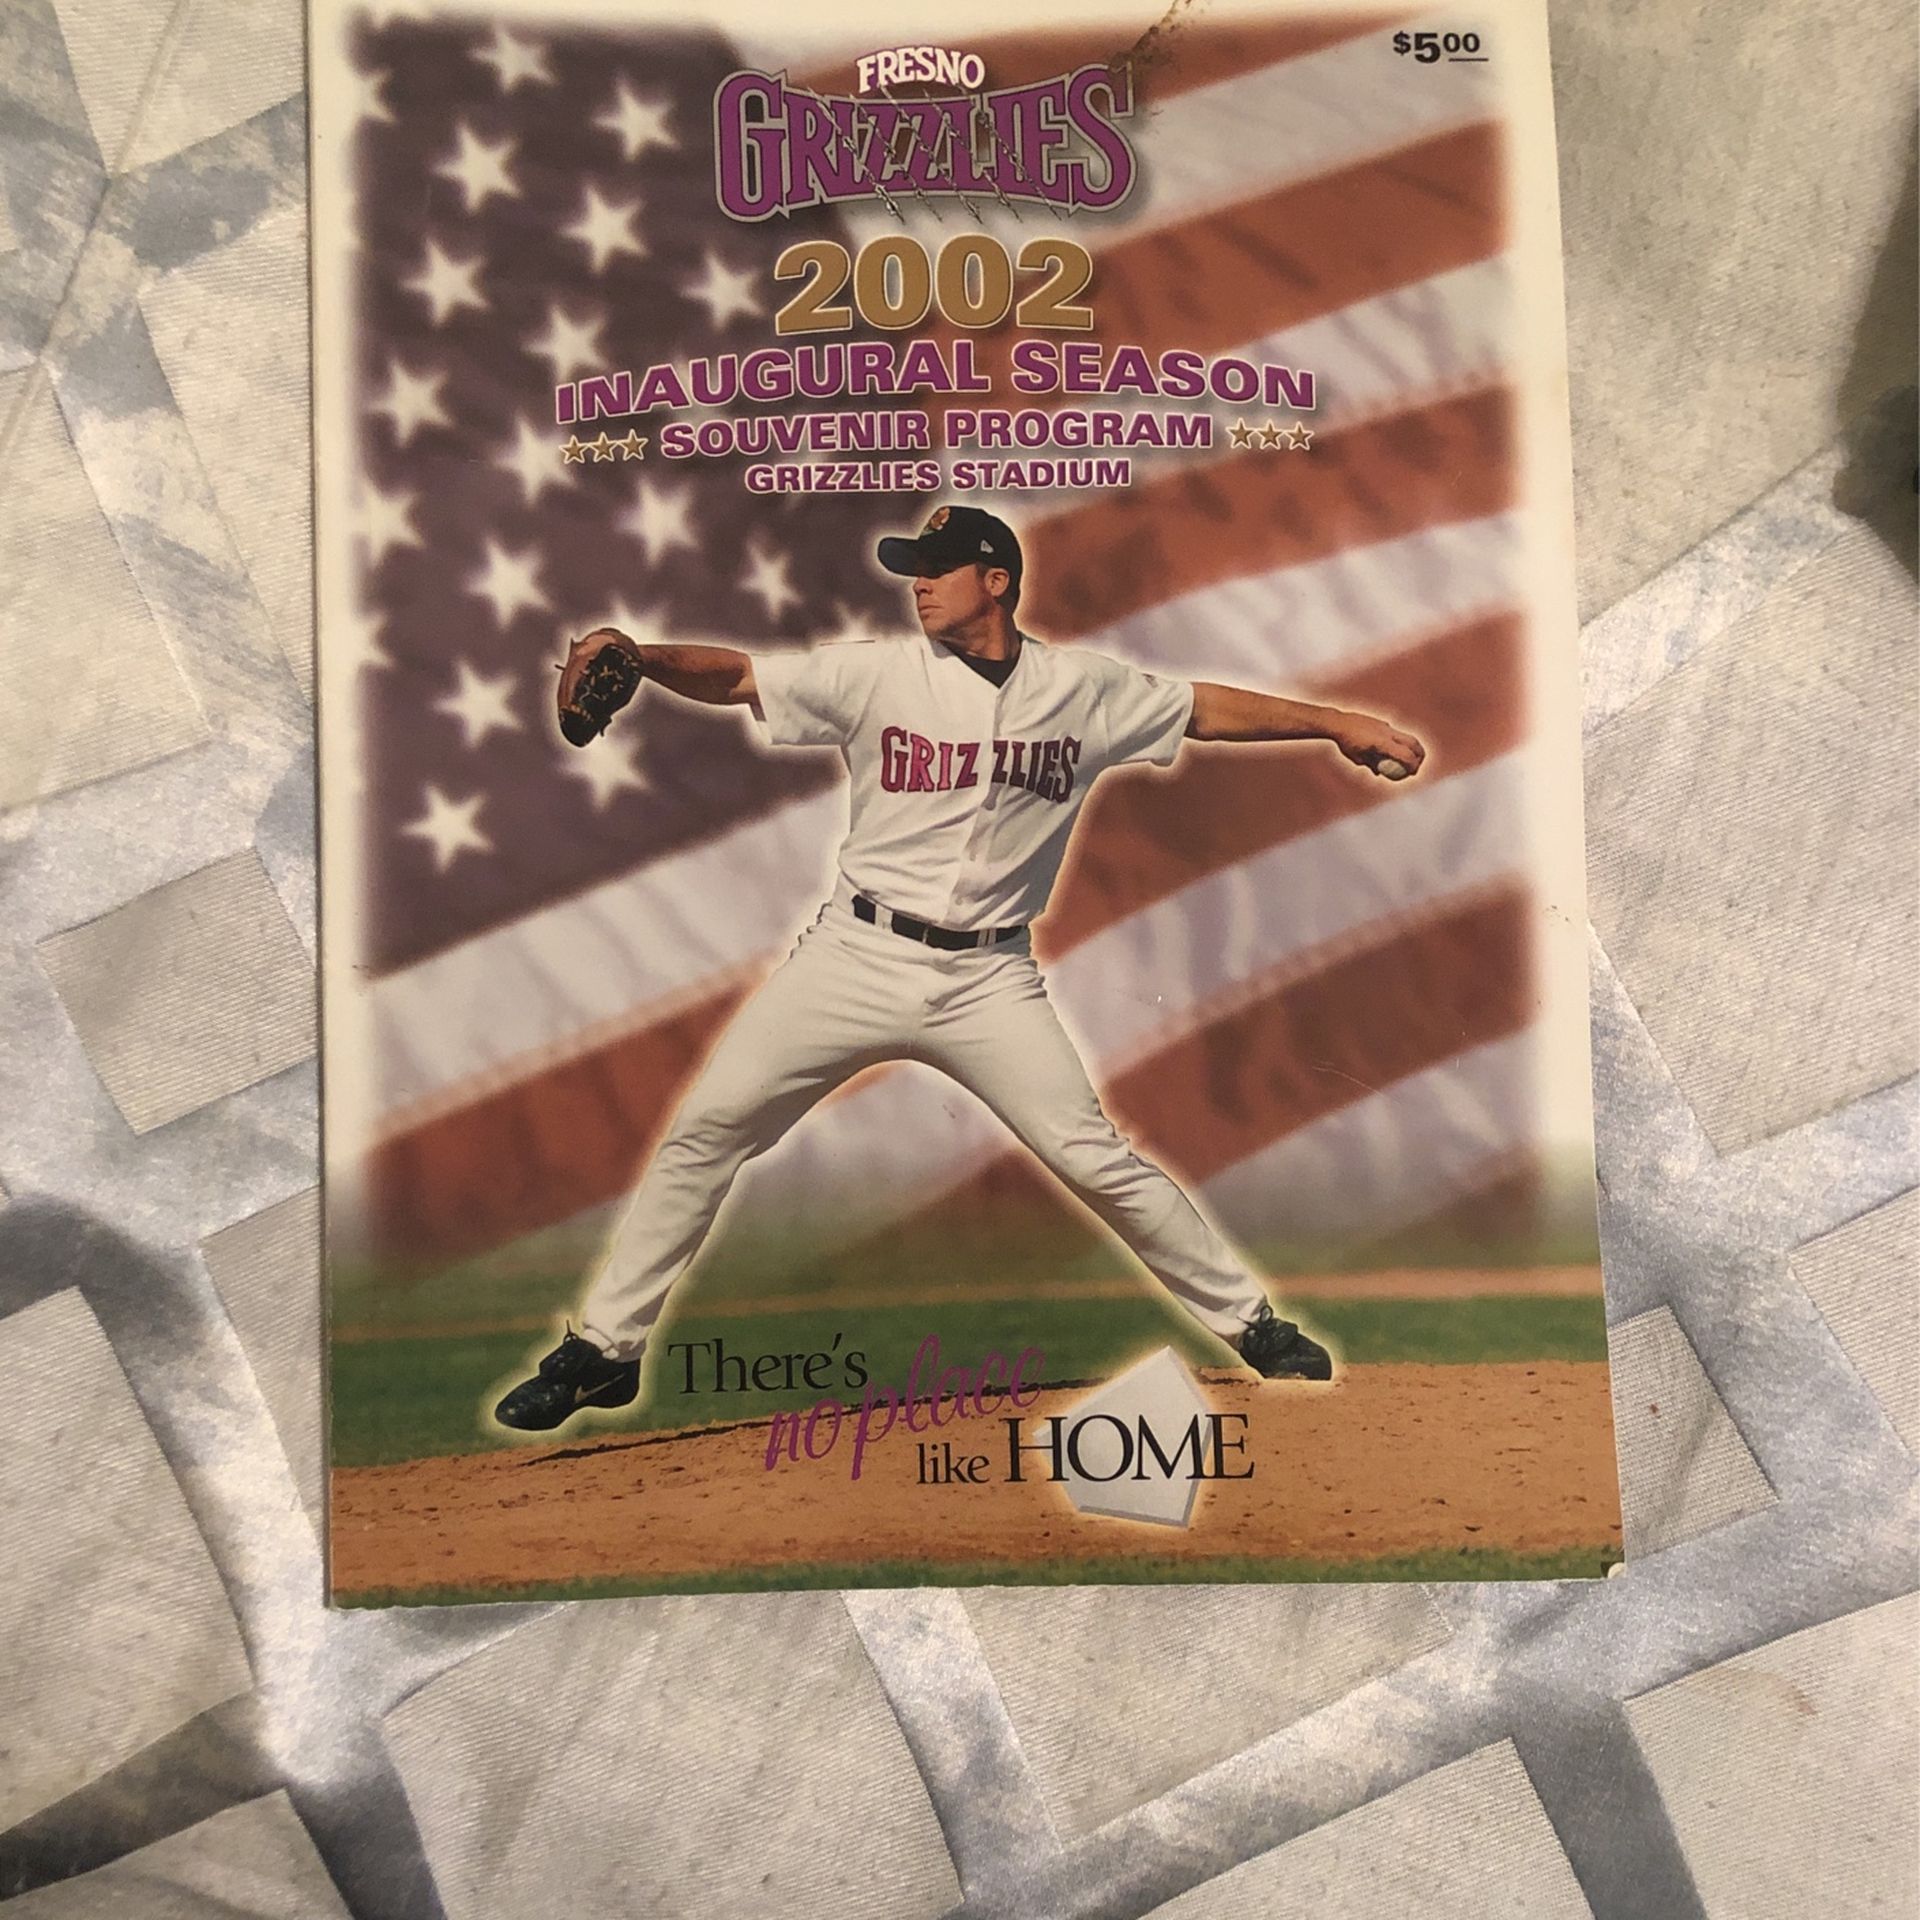 $5.00
FRESNO
GRIZZLIES
2002
INAUGURAL SEASON
SOUVENIR PROGRAM
GRIZZLIES STADIUM
GRIZZLIES
There's
no place
like HOME